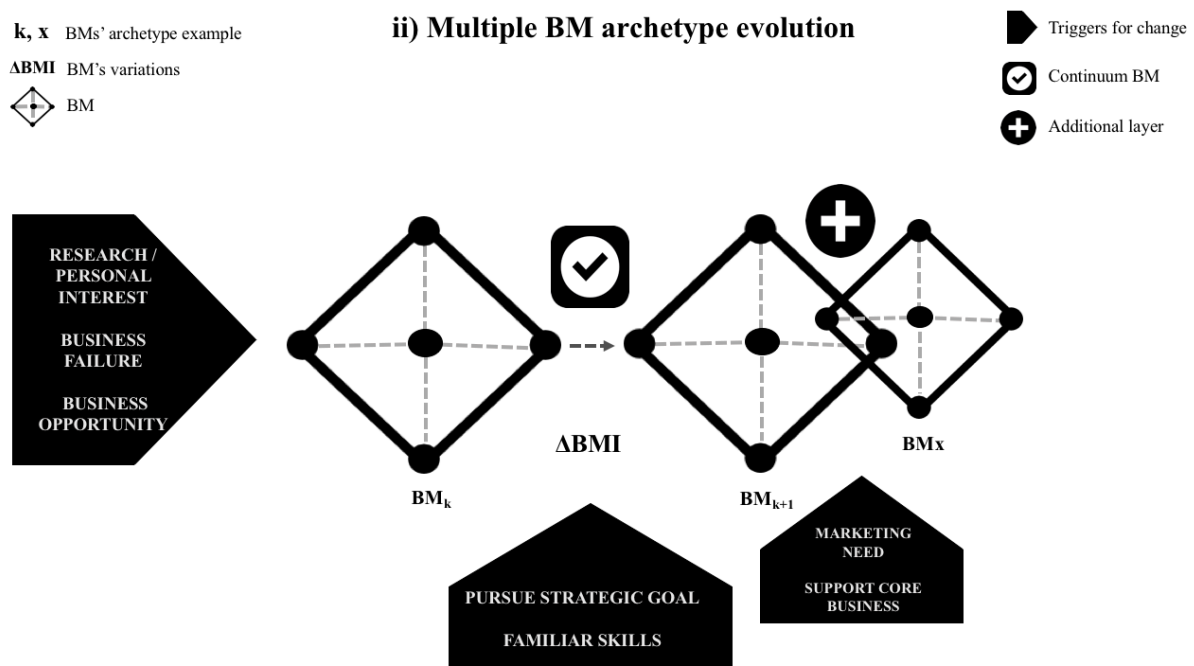 ii) Multiple BM archetype evolution
k, x BMs’ archetype example
ΔBMI BM’s variations
BM
Triggers for change
Continuum BM
Additional layer
RESEARCH /
PERSONAL
INTEREST
BUSINESS
FAILURE
BUSINESS
OPPORTUNITY
ΔBMI
BMk
BMk+1
BMx
PURSUE STRATEGIC GOAL
FAMILIAR SKILLS
MARKETING
NEED
SUPPORT CORE
BUSINESS